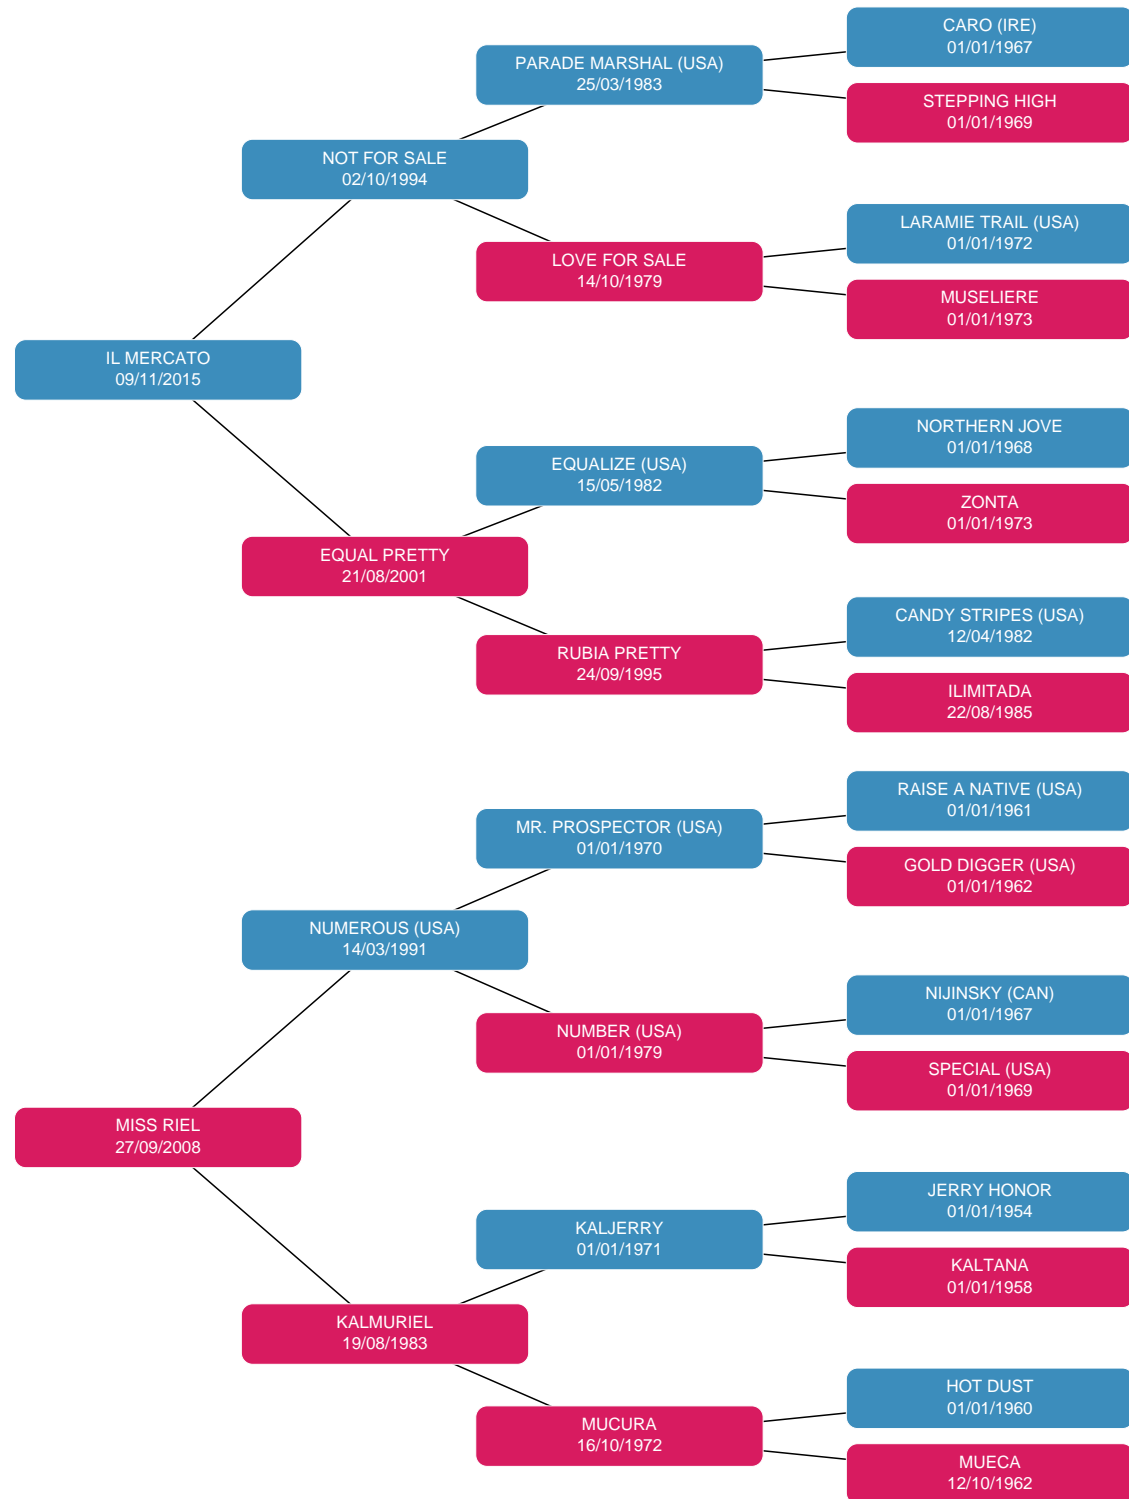 CARO (IRE)
01/01/1967
PARADE MARSHAL (USA)
25/03/1983
STEPPING HIGH
01/01/1969
NOT FOR SALE
02/10/1994
LARAMIE TRAIL (USA)
01/01/1972
LOVE FOR SALE
14/10/1979
MUSELIERE
01/01/1973
IL MERCATO
09/11/2015
NORTHERN JOVE
01/01/1968
EQUALIZE (USA)
15/05/1982
ZONTA
01/01/1973
EQUAL PRETTY
21/08/2001
CANDY STRIPES (USA)
12/04/1982
RUBIA PRETTY
24/09/1995
ILIMITADA
22/08/1985
RAISE A NATIVE (USA)
01/01/1961
MR. PROSPECTOR (USA)
01/01/1970
GOLD DIGGER (USA)
01/01/1962
NUMEROUS (USA)
14/03/1991
NIJINSKY (CAN)
01/01/1967
NUMBER (USA)
01/01/1979
SPECIAL (USA)
01/01/1969
MISS RIEL
27/09/2008
JERRY HONOR
01/01/1954
KALJERRY
01/01/1971
KALTANA
01/01/1958
KALMURIEL
19/08/1983
HOT DUST
01/01/1960
MUCURA
16/10/1972
MUECA
12/10/1962